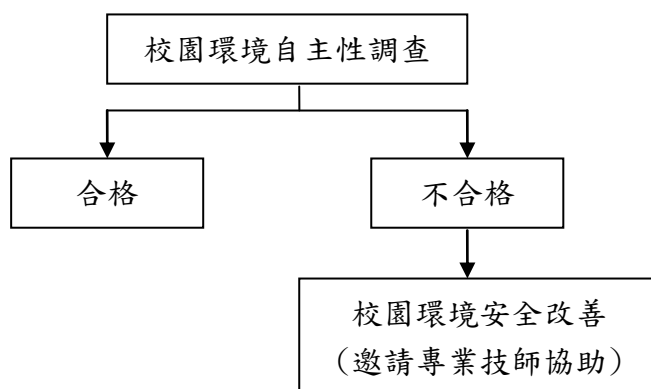 校園環境自主性調查
合格
不合格
校園環境安全改善
(邀請專業技師協助)